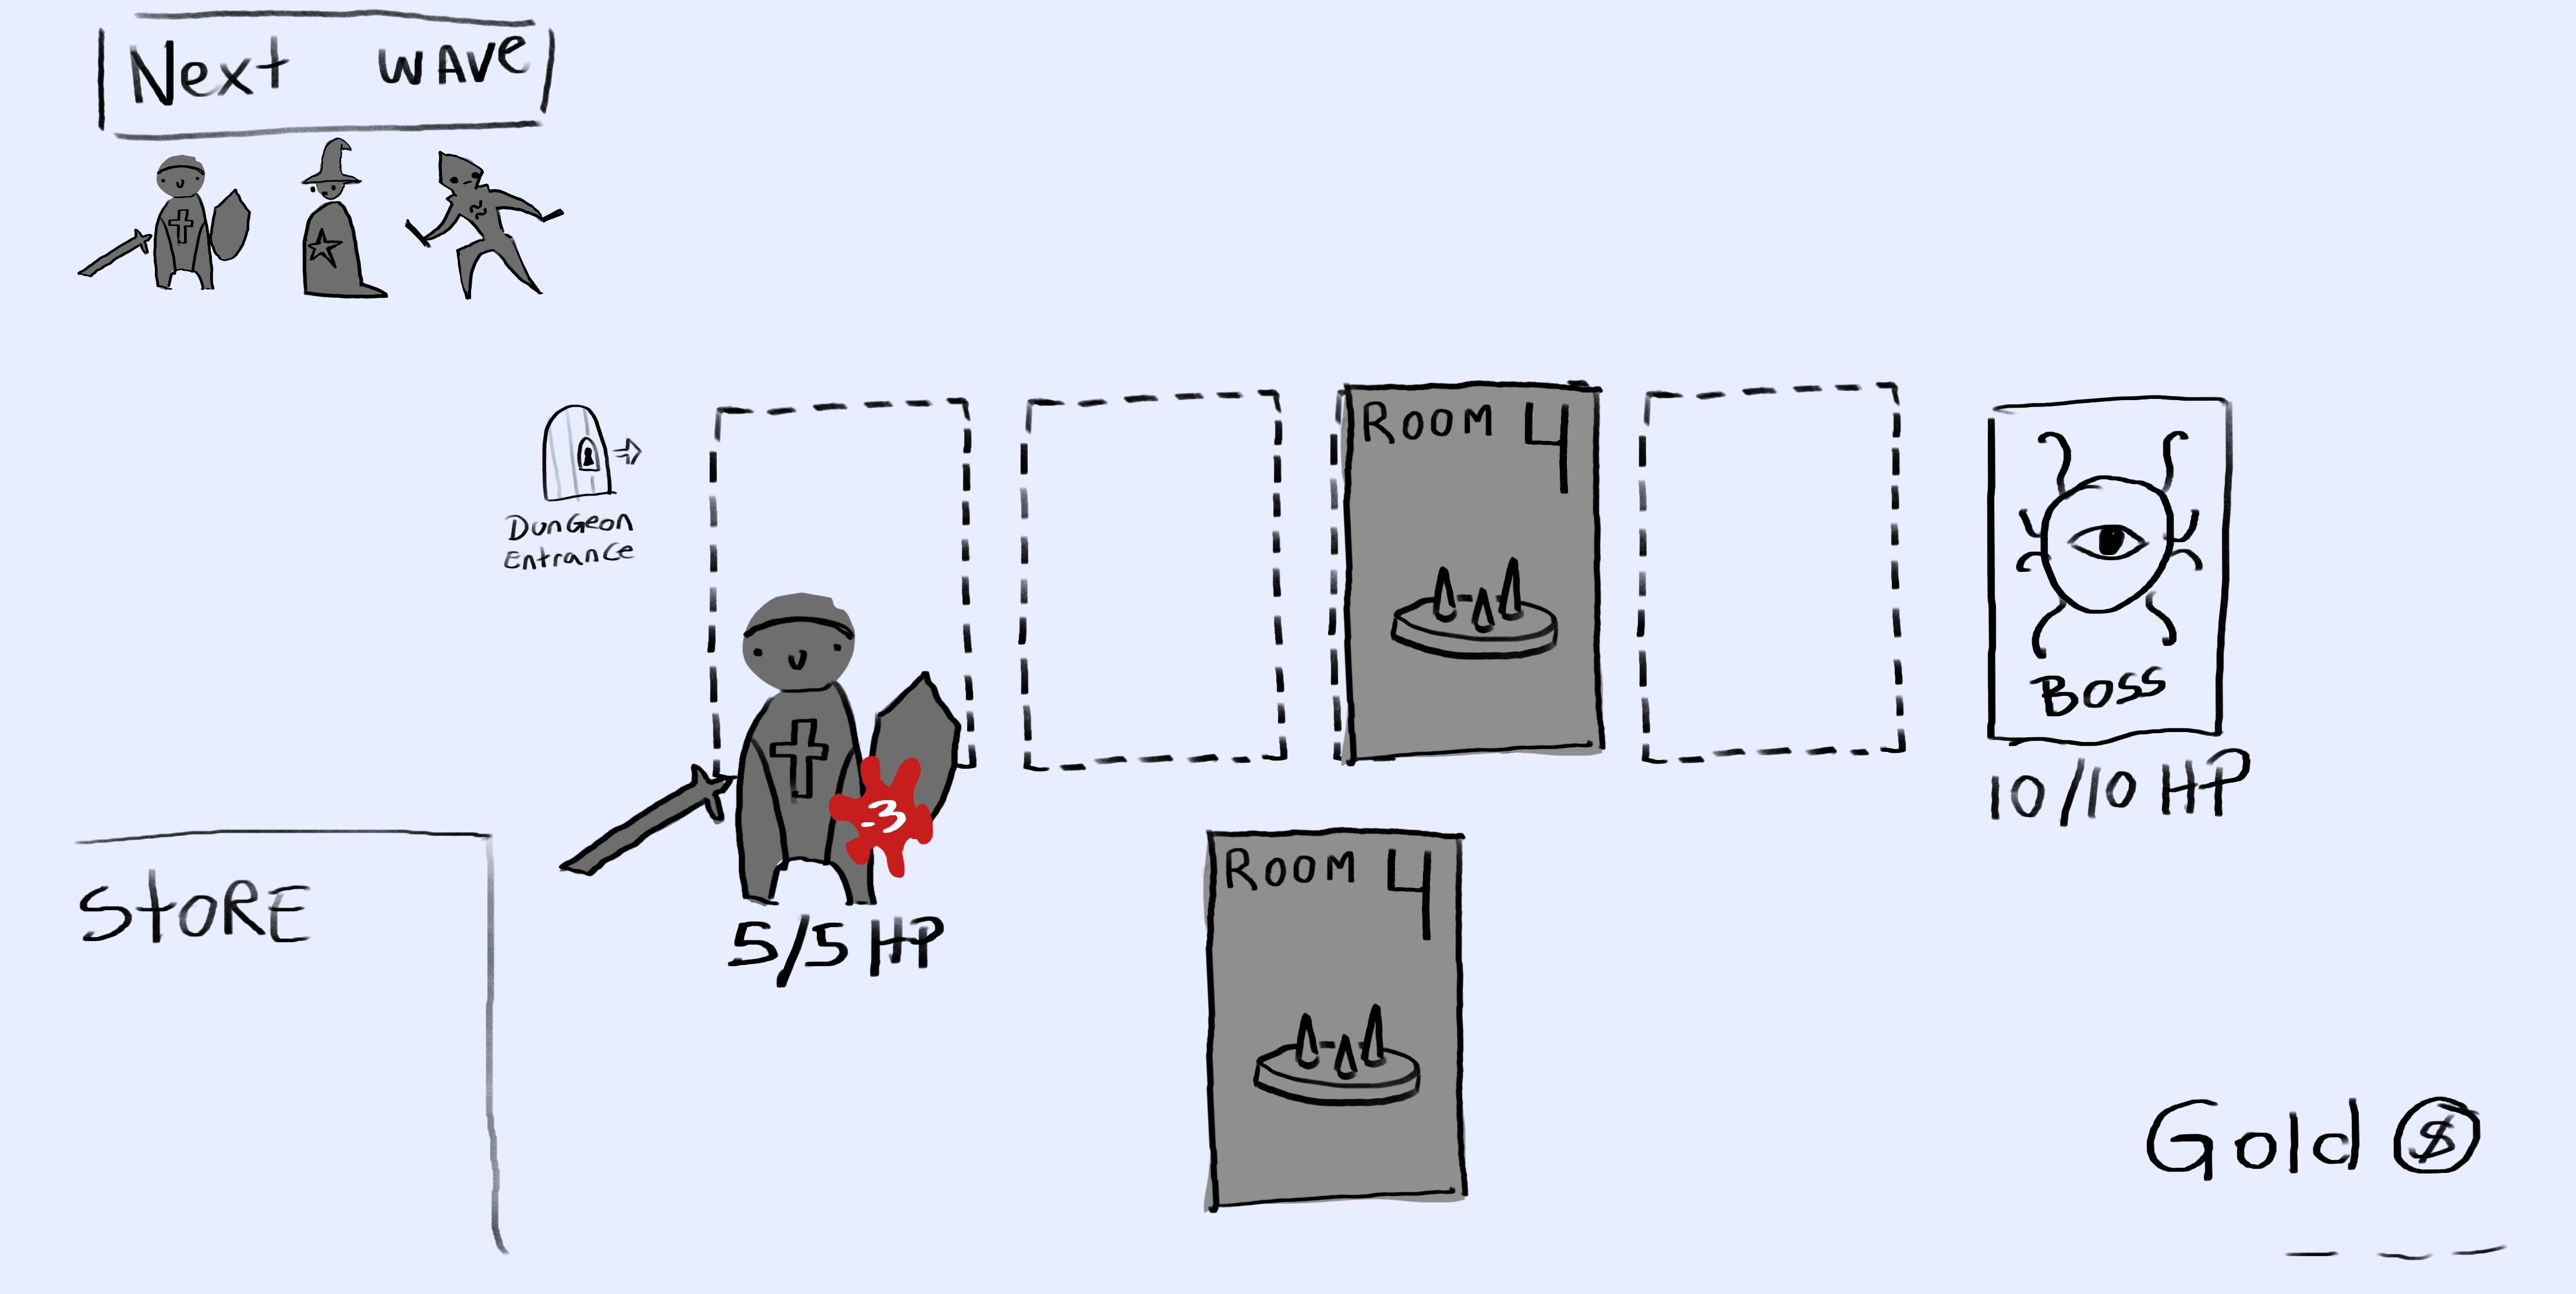 Next wAve
Dungeon
Entrance
ROOM 4
BOSS
10/10 HP
-3
5/5 HP
StORE
ROOM 4
Gold $